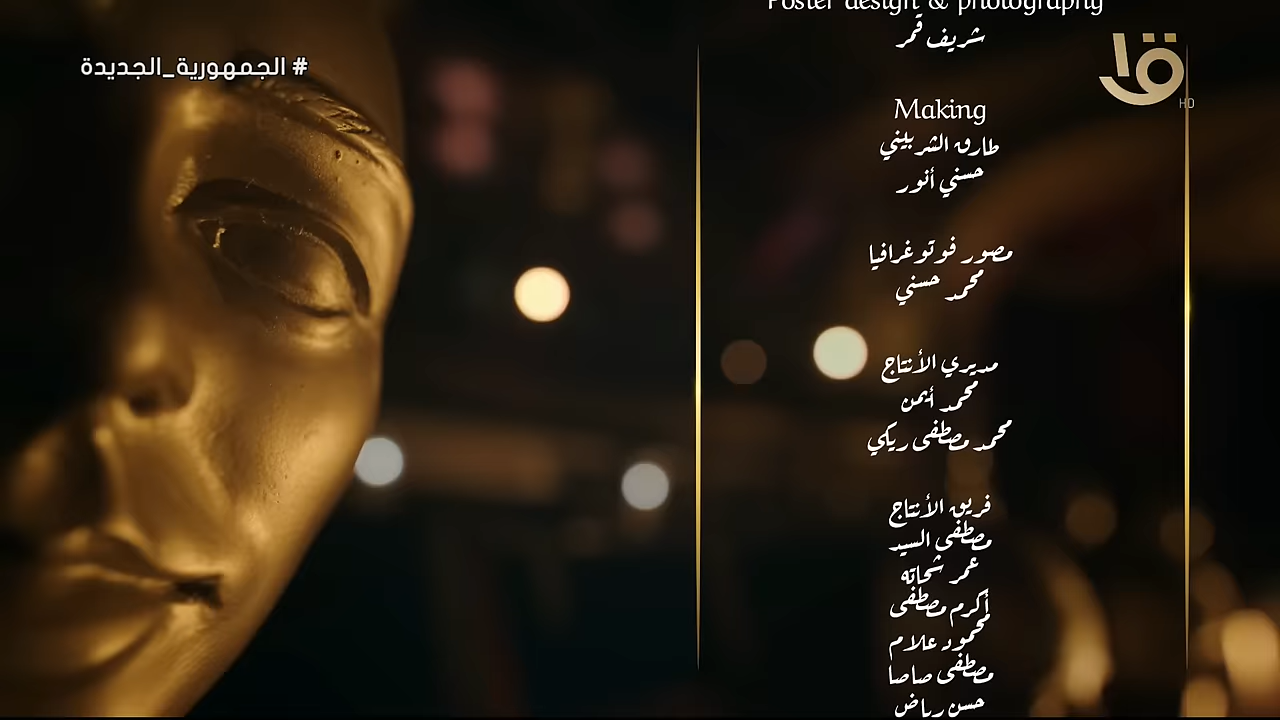 Poster design & photography
شريف قمر
# الجمهورية_الجديدة
HD
Making
طارق الشربيني
حسني أنور
مصور فوتوغرافيا
محمد حسني
مديري الأنتاج
محمد أيمن
محمد مصطفى ريكي
فريق الأنتاج
مصطفى السيد
عمر شحاته
أكرم مصطفى
محمود علام
مصطفى صاصا
حسن رياض